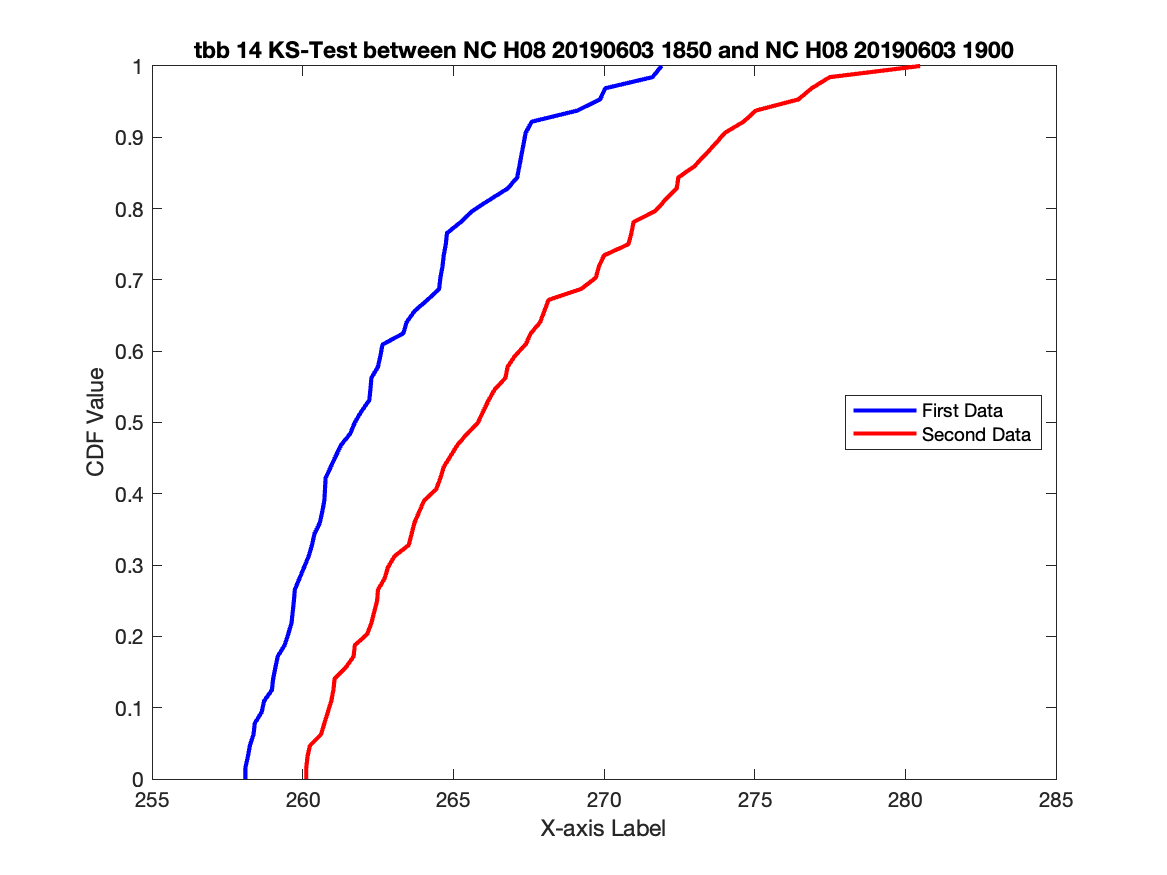 tbb 14 KS-Test between NC H08 20190603 1850 and NC H08 20190603 1900
1
0.9
0.8
0.7
0.6
0.5
0.4
0.3
0.2
0.1
0
CDF Value
First Data
Second Data
255 260 265 270 275 280 285
X-axis Label